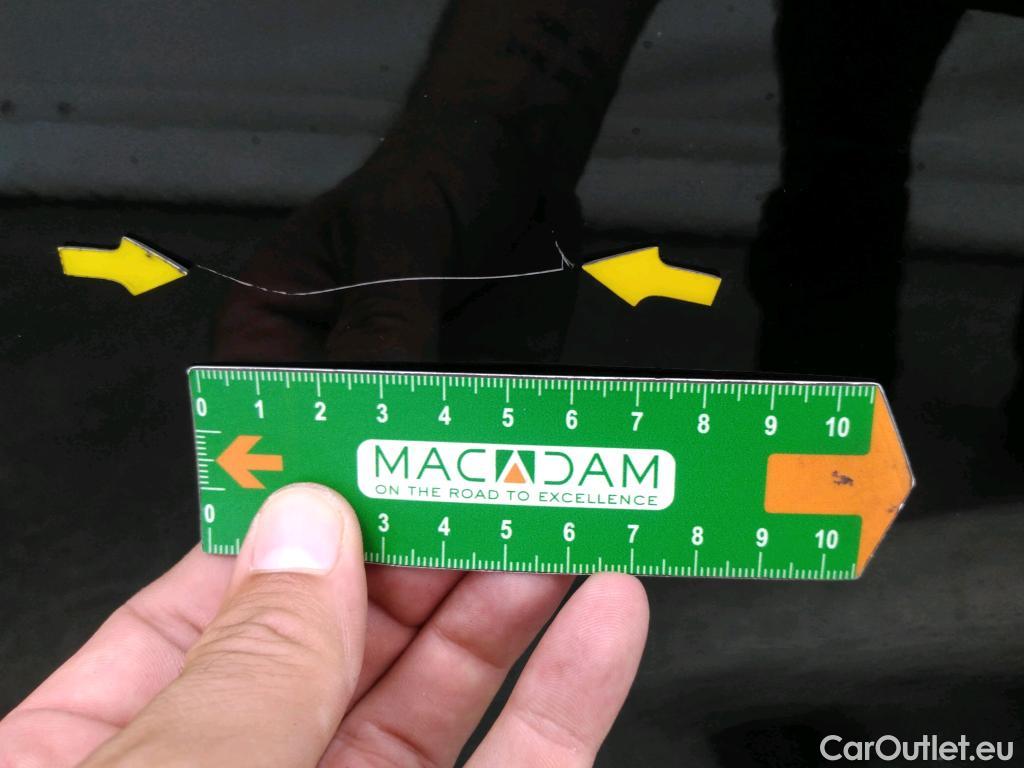 0 1 2 3 4 5 6 7 8 9 10
MACADAM
ON THE ROAD TO EXCELLENCE
0 3 4 5 6 7 8 9 10
CarOutlet.eu